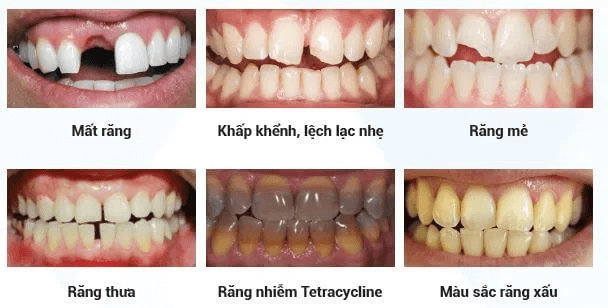 Mất răng
Khấp khểnh, lệch lạc nhẹ
Răng mẻ
Răng thưa
Răng nhiễm Tetracycline
Màu sắc răng xấu